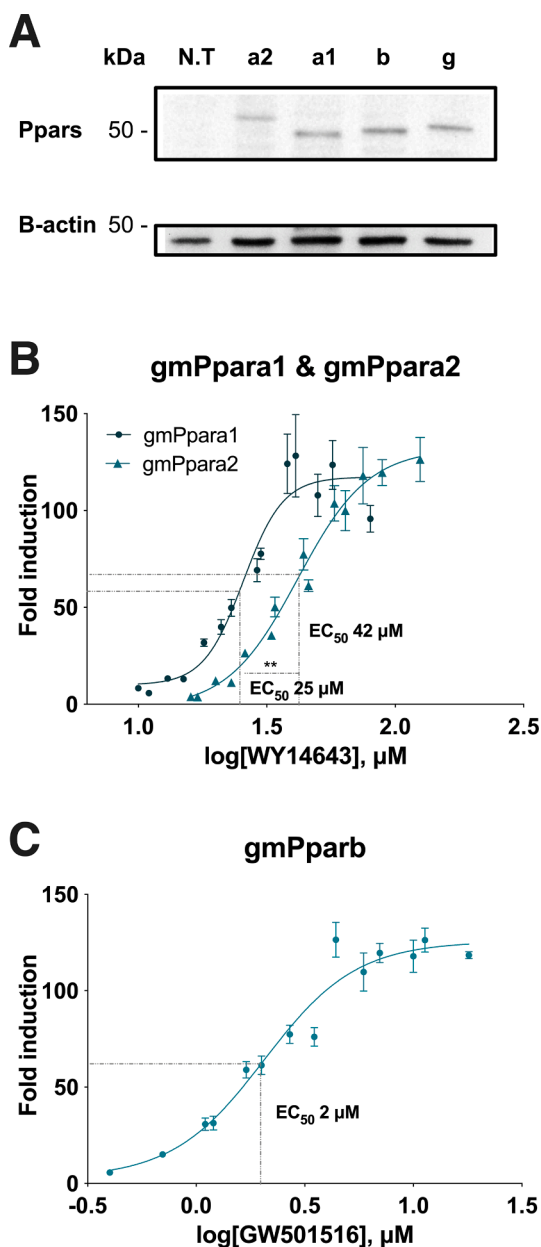 A
kDa N.T a2 a1 b g
Ppars 50 -
B-actin 50 -
B
gmPpara1 & gmPpara2
gmPpara1
gmPpara2
Fold induction
150
100
50
0
EC50 42 µM
**
EC50 25 µM
1.0 1.5 2.0 2.5
log[WY14643], µM
C
gmPparb
Fold induction
150
100
50
0
EC50 2 µM
-0.5 0.0 0.5 1.0 1.5
log[GW501516], µM